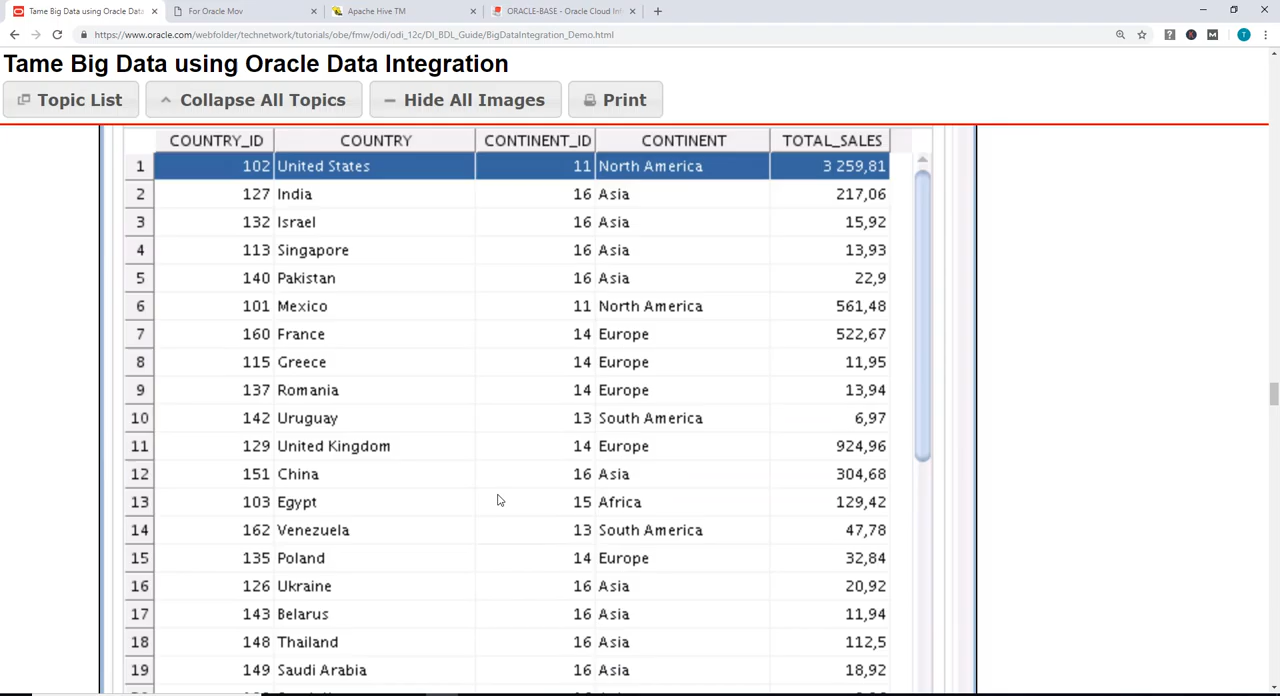 Tame Big Data using Oracle Data
For Oracle Mov
Apache Hive TM
ORACLE-BASE - Oracle Cloud Inf
https://www.oracle.com/webfolder/technetwork/tutorials/obe/fmw/odi/odi_12c/DI_BDL_Guide/BigDataIntegration_Demo.html
Tame Big Data using Oracle Data Integration
Topic List Collapse All Topics Hide All Images Print
COUNTRY_ID COUNTRY CONTINENT_ID CONTINENT TOTAL_SALES
1 102 United States 11 North America 3 259,81
2 127 India 16 Asia 217,06
3 132 Israel 16 Asia 15,92
4 113 Singapore 16 Asia 13,93
5 140 Pakistan 16 Asia 22,9
6 101 Mexico 11 North America 561,48
7 160 France 14 Europe 522,67
8 115 Greece 14 Europe 11,95
9 137 Romania 14 Europe 13,94
10 142 Uruguay 13 South America 6,97
11 129 United Kingdom 14 Europe 924,96
12 151 China 16 Asia 304,68
13 103 Egypt 15 Africa 129,42
14 162 Venezuela 13 South America 47,78
15 135 Poland 14 Europe 32,84
16 126 Ukraine 16 Asia 20,92
17 143 Belarus 16 Asia 11,94
18 148 Thailand 16 Asia 112,5
19 149 Saudi Arabia 16 Asia 18,92